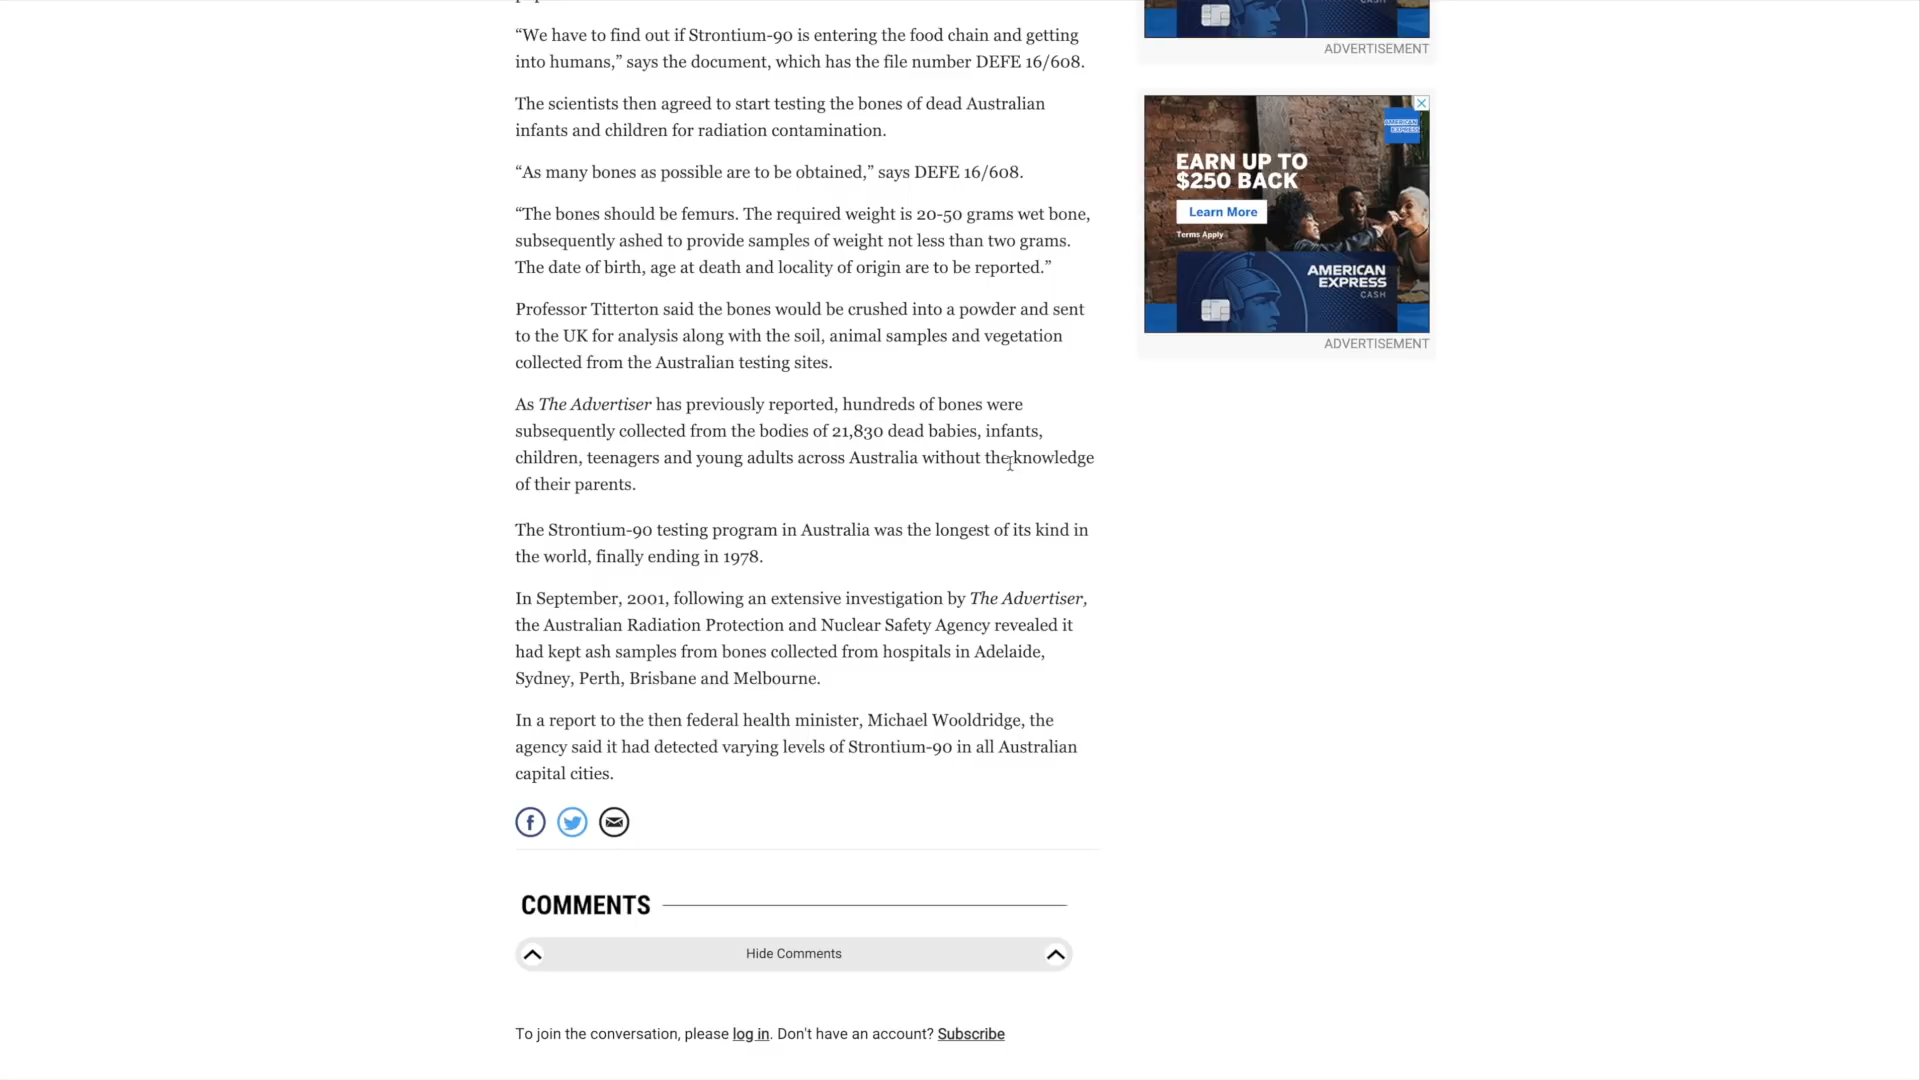 “We have to find out if Strontium-90 is entering the food chain and getting
into humans,” says the document, which has the file number DEFE 16/608.
The scientists then agreed to start testing the bones of dead Australian
infants and children for radiation contamination.
“As many bones as possible are to be obtained,” says DEFE 16/608.
“The bones should be femurs. The required weight is 20-50 grams wet bone,
subsequently ashed to provide samples of weight not less than two grams.
The date of birth, age at death and locality of origin are to be reported.”
Professor Titterton said the bones would be crushed into a powder and sent
to the UK for analysis along with the soil, animal samples and vegetation
collected from the Australian testing sites.
As The Advertiser has previously reported, hundreds of bones were
subsequently collected from the bodies of 21,830 dead babies, infants,
children, teenagers and young adults across Australia without the knowledge
of their parents.
The Strontium-90 testing program in Australia was the longest of its kind in
the world, finally ending in 1978.
In September, 2001, following an extensive investigation by The Advertiser,
the Australian Radiation Protection and Nuclear Safety Agency revealed it
had kept ash samples from bones collected from hospitals in Adelaide,
Sydney, Perth, Brisbane and Melbourne.
In a report to the then federal health minister, Michael Wooldridge, the
agency said it had detected varying levels of Strontium-90 in all Australian
capital cities.
COMMENTS
Hide Comments
To join the conversation, please log in. Don't have an account? Subscribe
ADVERTISEMENT
AMERICAN
EXPRESS
EARN UP TO
$250 BACK
Learn More
Terms Apply
AMERICAN
EXPRESS
CASH
ADVERTISEMENT